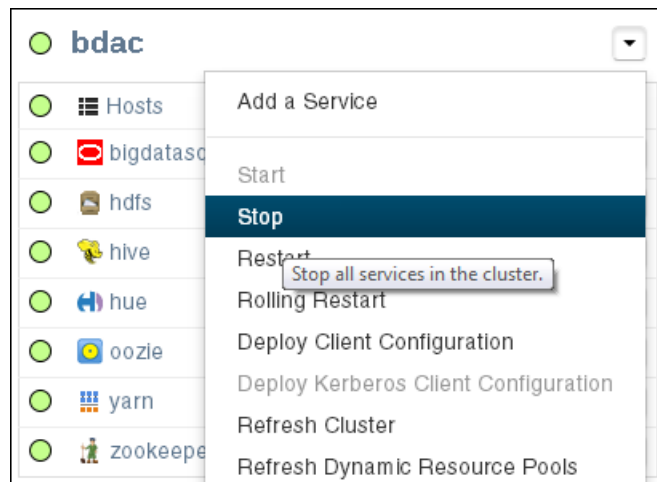 bdac
Hosts
bigdatasq
hdfs
hive
hue
oozie
yarn
zookeepe
Add a Service
Start
Stop
Restart
Stop all services in the cluster.
Rolling Restart
Deploy Client Configuration
Deploy Kerberos Client Configuration
Refresh Cluster
Refresh Dynamic Resource Pools